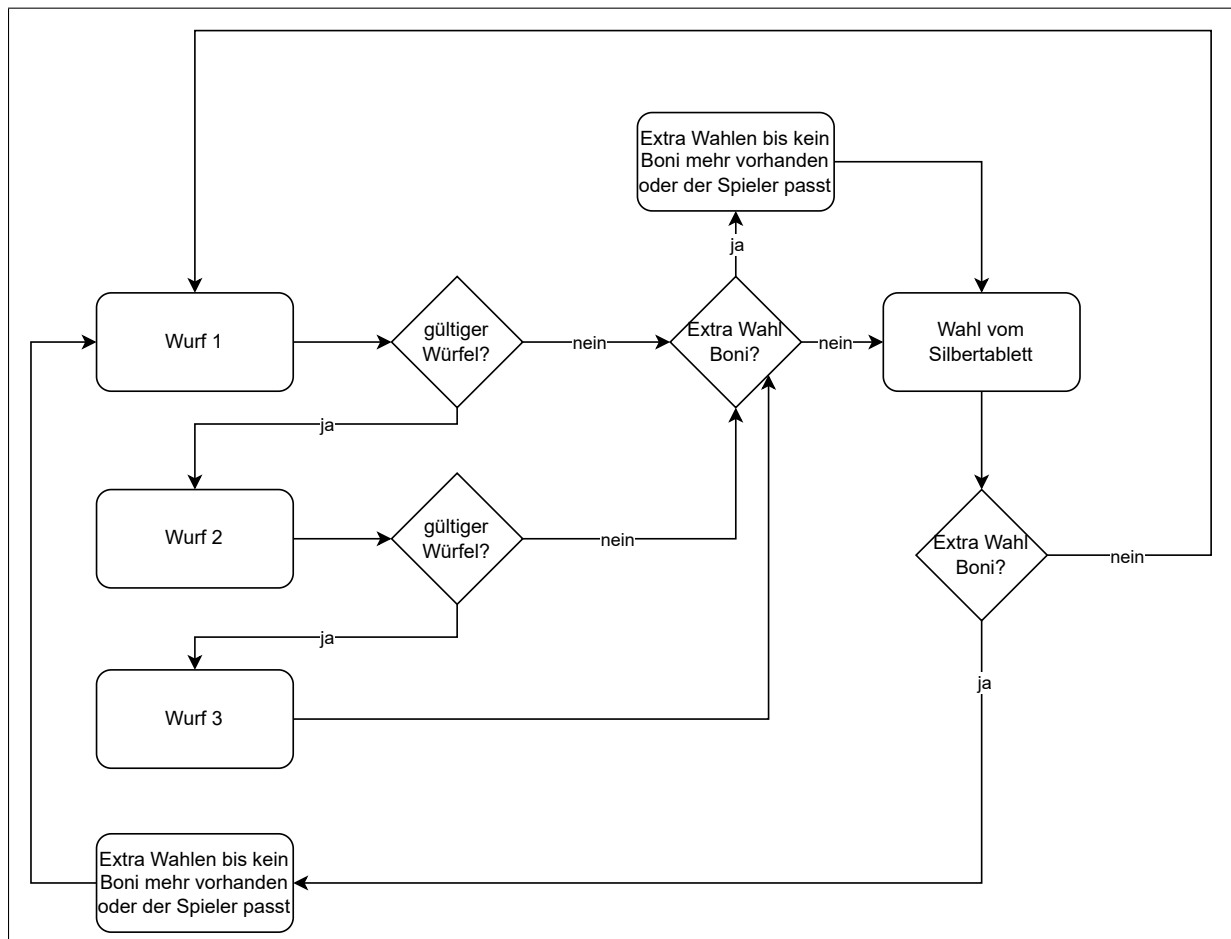 Extra Wahlen bis kein
Boni mehr vorhanden
oder der Spieler passt
ja
Wurf 1
gültiger
Würfel?
nein
Extra Wahl
Boni?
nein
Wahl vom
Silbertablett
ja
Wurf 2
gültiger
Würfel?
nein
Extra Wahl
Boni?
nein
ja
Wurf 3
ja
Extra Wahlen bis kein
Boni mehr vorhanden
oder der Spieler passt